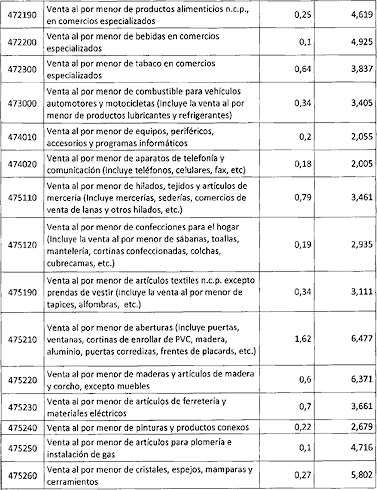 472190 Venta al por menor de productos alimenticios n.c.p., 0,25 4,619
en comercios especializados
472200 Venta al por menor de bebidas en comercios 0,1 4,925
especializados
472300 Venta al por menor de tabaco en comercios 0,64 3,837
especializados
473000 Venta al por menor de combustible para vehículos 0,34 3,405
automotores y motocicletas (Incluye la venta al por
menor de productos lubricantes y refrigerantes)
474010 Venta al por menor de equipos, periféricos, 0,2 2,055
accesorios y programas informáticos
474020 Venta al por menor de aparatos de telefonía y 0,18 2,005
comunicación (Incluye teléfonos, celulares, fax, etc)
475110 Venta al por menor de hilados, tejidos y artículos de 0,79 3,461
mercería (Incluye mercerías, sederías, comercios de
venta de lanas y otros hilados, etc.)
475120 Venta al por menor de confecciones para el hogar 0,19 2,935
(Incluye la venta al por menor de sábanas, toallas,
mantelería, cortinas confeccionadas, colchas,
cubrecamas, etc.)
475190 Venta al por menor de artículos textiles n.c.p. excepto 0,34 3,111
prendas de vestir (Incluye la venta al por menor de
tapices, alfombras, etc.)
475210 Venta al por menor de aberturas (Incluye puertas, 1,62 6,477
ventanas, cortinas de enrollar de PVC, madera,
aluminio, puertas corredizas, frentes de placards, etc.)
475220 Venta al por menor de maderas y artículos de madera 0,6 6,371
y corcho, excepto muebles
475230 Venta al por menor de artículos de ferretería y 0,7 3,661
materiales eléctricos
475240 Venta al por menor de pinturas y productos conexos 0,22 2,679
475250 Venta al por menor de artículos para plomería e 0,1 4,716
instalación de gas
475260 Venta al por menor de cristales, espejos, mamparas y 0,27 5,802
cerramientos